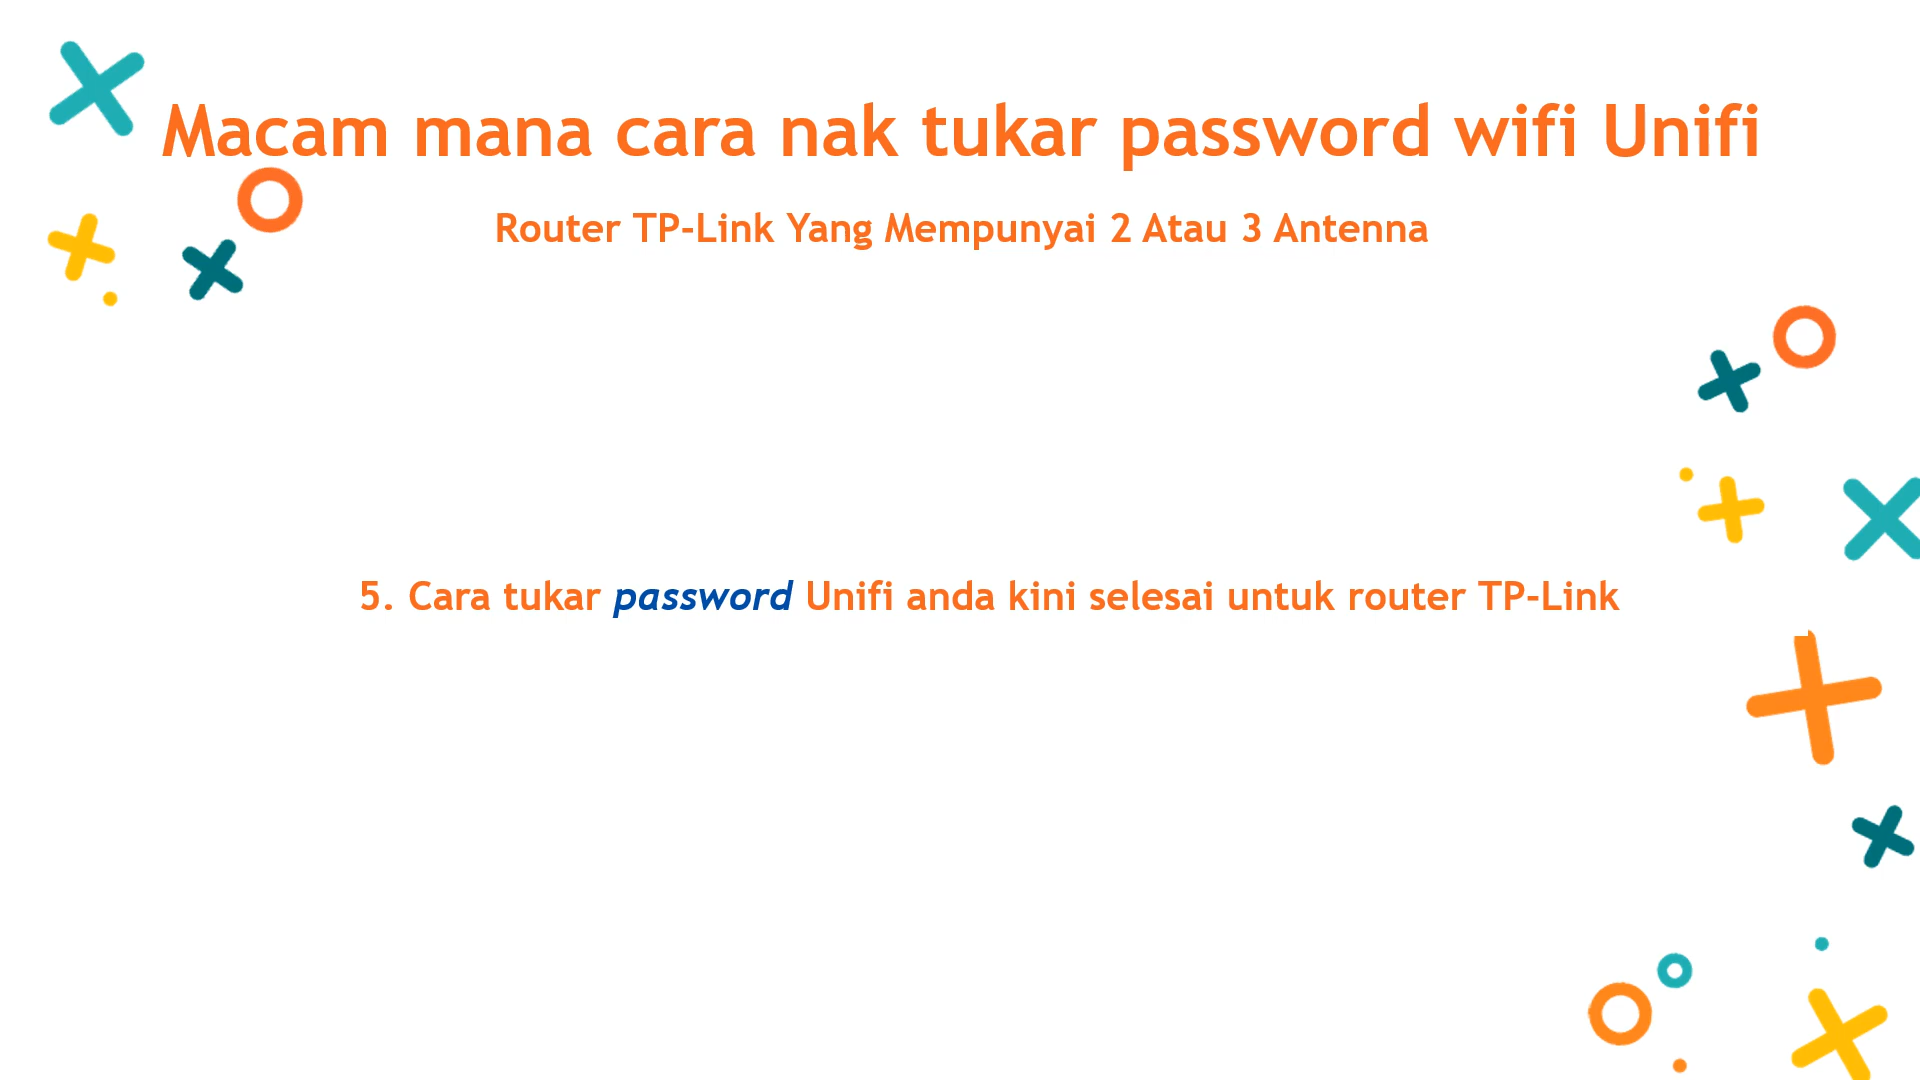 Macam mana cara nak tukar password wifi Unifi
Router TP-Link Yang Mempunyai 2 Atau 3 Antenna
5. Cara tukar password Unifi anda kini selesai untuk router TP-Link